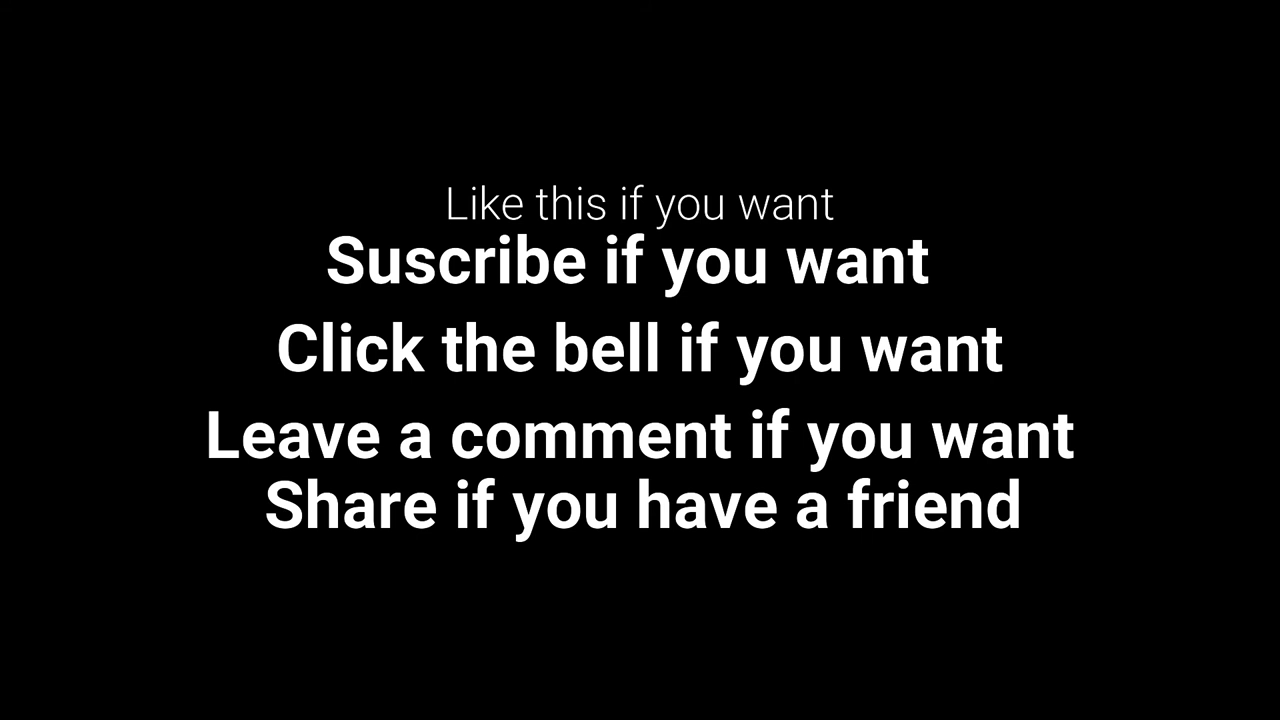 Like this if you want
Suscribe if you want
Click the bell if you want
Leave a comment if you want
Share if you have a friend